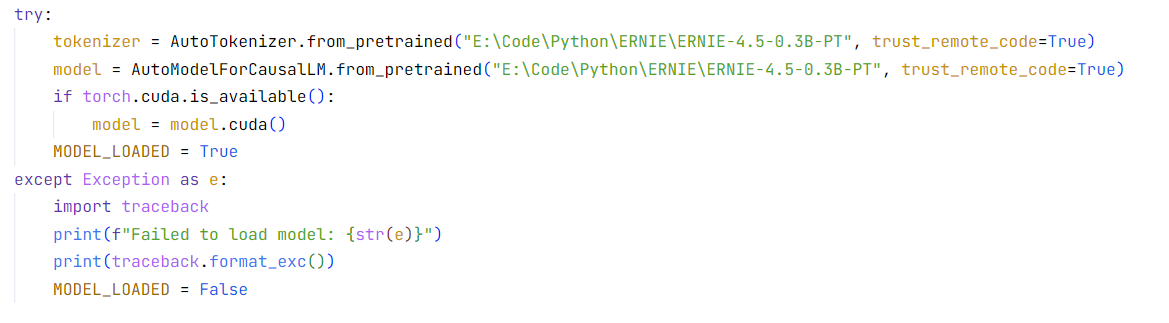 try:
    tokenizer = AutoTokenizer.from_pretrained("E:\Code\Python\ERNIE\ERNIE-4.5-0.3B-PT", trust_remote_code=True)
    model = AutoModelForCausalLM.from_pretrained("E:\Code\Python\ERNIE\ERNIE-4.5-0.3B-PT", trust_remote_code=True)
    if torch.cuda.is_available():
        model = model.cuda()
    MODEL_LOADED = True
except Exception as e:
    import traceback
    print(f"Failed to load model: {str(e)}")
    print(traceback.format_exc())
    MODEL_LOADED = False